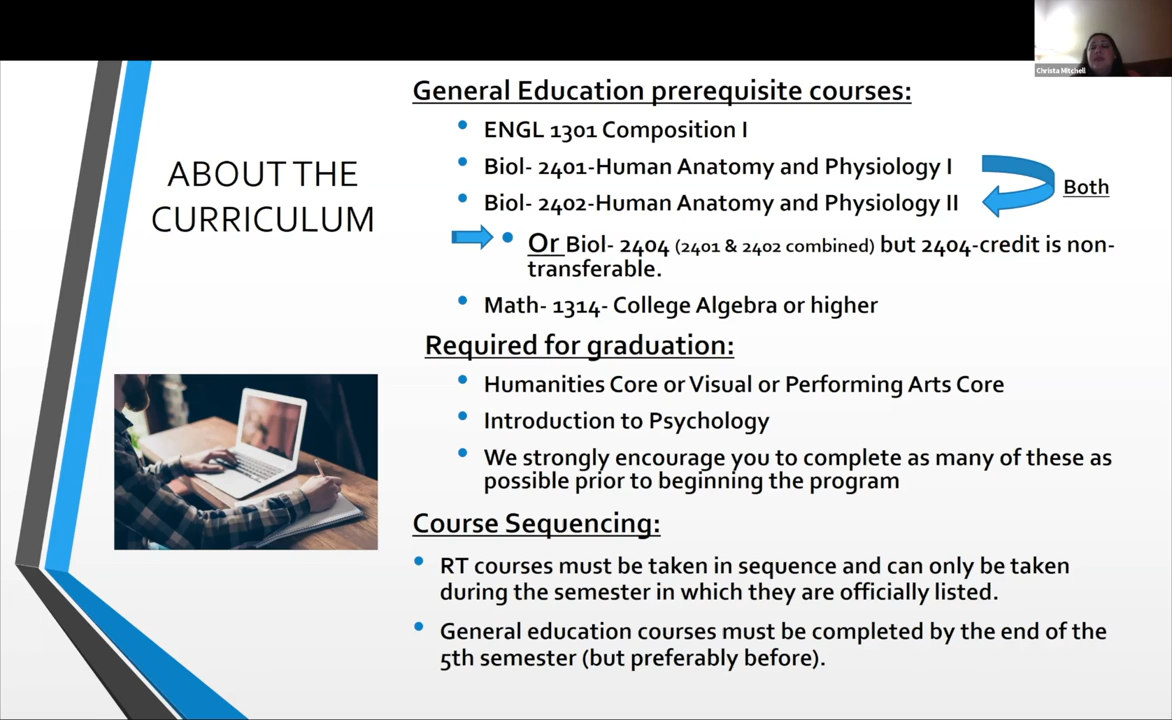 Christa Mitchell
ABOUT THE
CURRICULUM
General Education prerequisite courses:
ENGL 1301 Composition I
Biol- 2401-Human Anatomy and Physiology I
Biol- 2402-Human Anatomy and Physiology II
Both
Or Biol- 2404 (2401 & 2402 combined) but 2404-credit is non-
transferable.
Math- 1314- College Algebra or higher
Required for graduation:
Humanities Core or Visual or Performing Arts Core
Introduction to Psychology
We strongly encourage you to complete as many of these as
possible prior to beginning the program
Course Sequencing:
RT courses must be taken in sequence and can only be taken
during the semester in which they are officially listed.
General education courses must be completed by the end of the
5th semester (but preferably before).